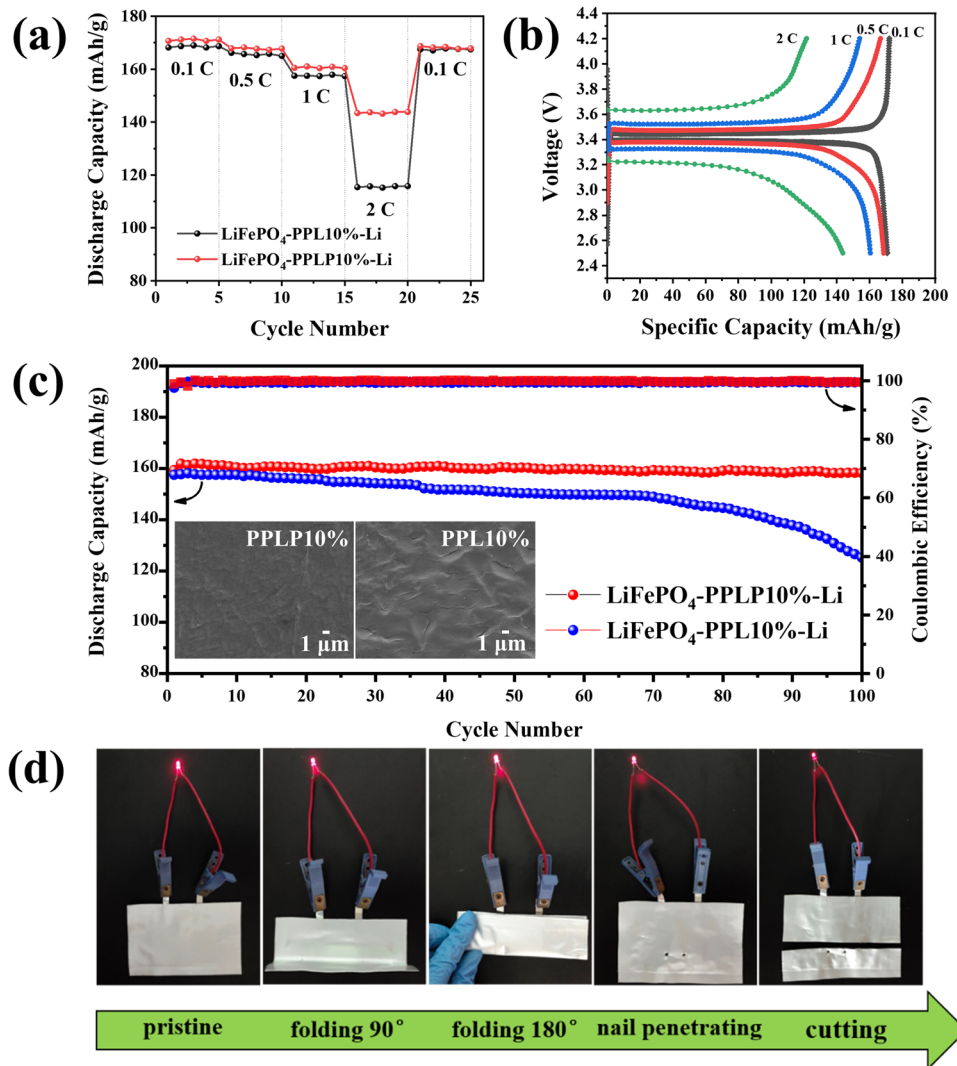 (a)
180
160
140
120
100
80
Discharge Capacity (mAh/g)
0.1 C
0.5 C
1 C
2 C
0.1 C
LiFePO4-PPL10%-Li
LiFePO4-PPLP10%-Li
0 5 10 15 20 25
Cycle Number
(b)
4.4
4.2
4.0
3.8
3.6
3.4
3.2
3.0
2.8
2.6
2.4
2.2
Voltage (V)
2 C
1 C
0.5 C
0.1 C
0 20 40 60 80 100 120 140 160 180 200
Specific Capacity (mAh/g)
(c)
200
180
160
140
120
100
80
Discharge Capacity (mAh/g)
PPLP10%
1 μm
PPL10%
1 μm
LiFePO4-PPLP10%-Li
LiFePO4-PPL10%-Li
100
80
60
40
20
0
Coulombic Efficiency (%)
0 10 20 30 40 50 60 70 80 90 100
Cycle Number
(d)
pristine
folding 90°
folding 180°
nail penetrating
cutting